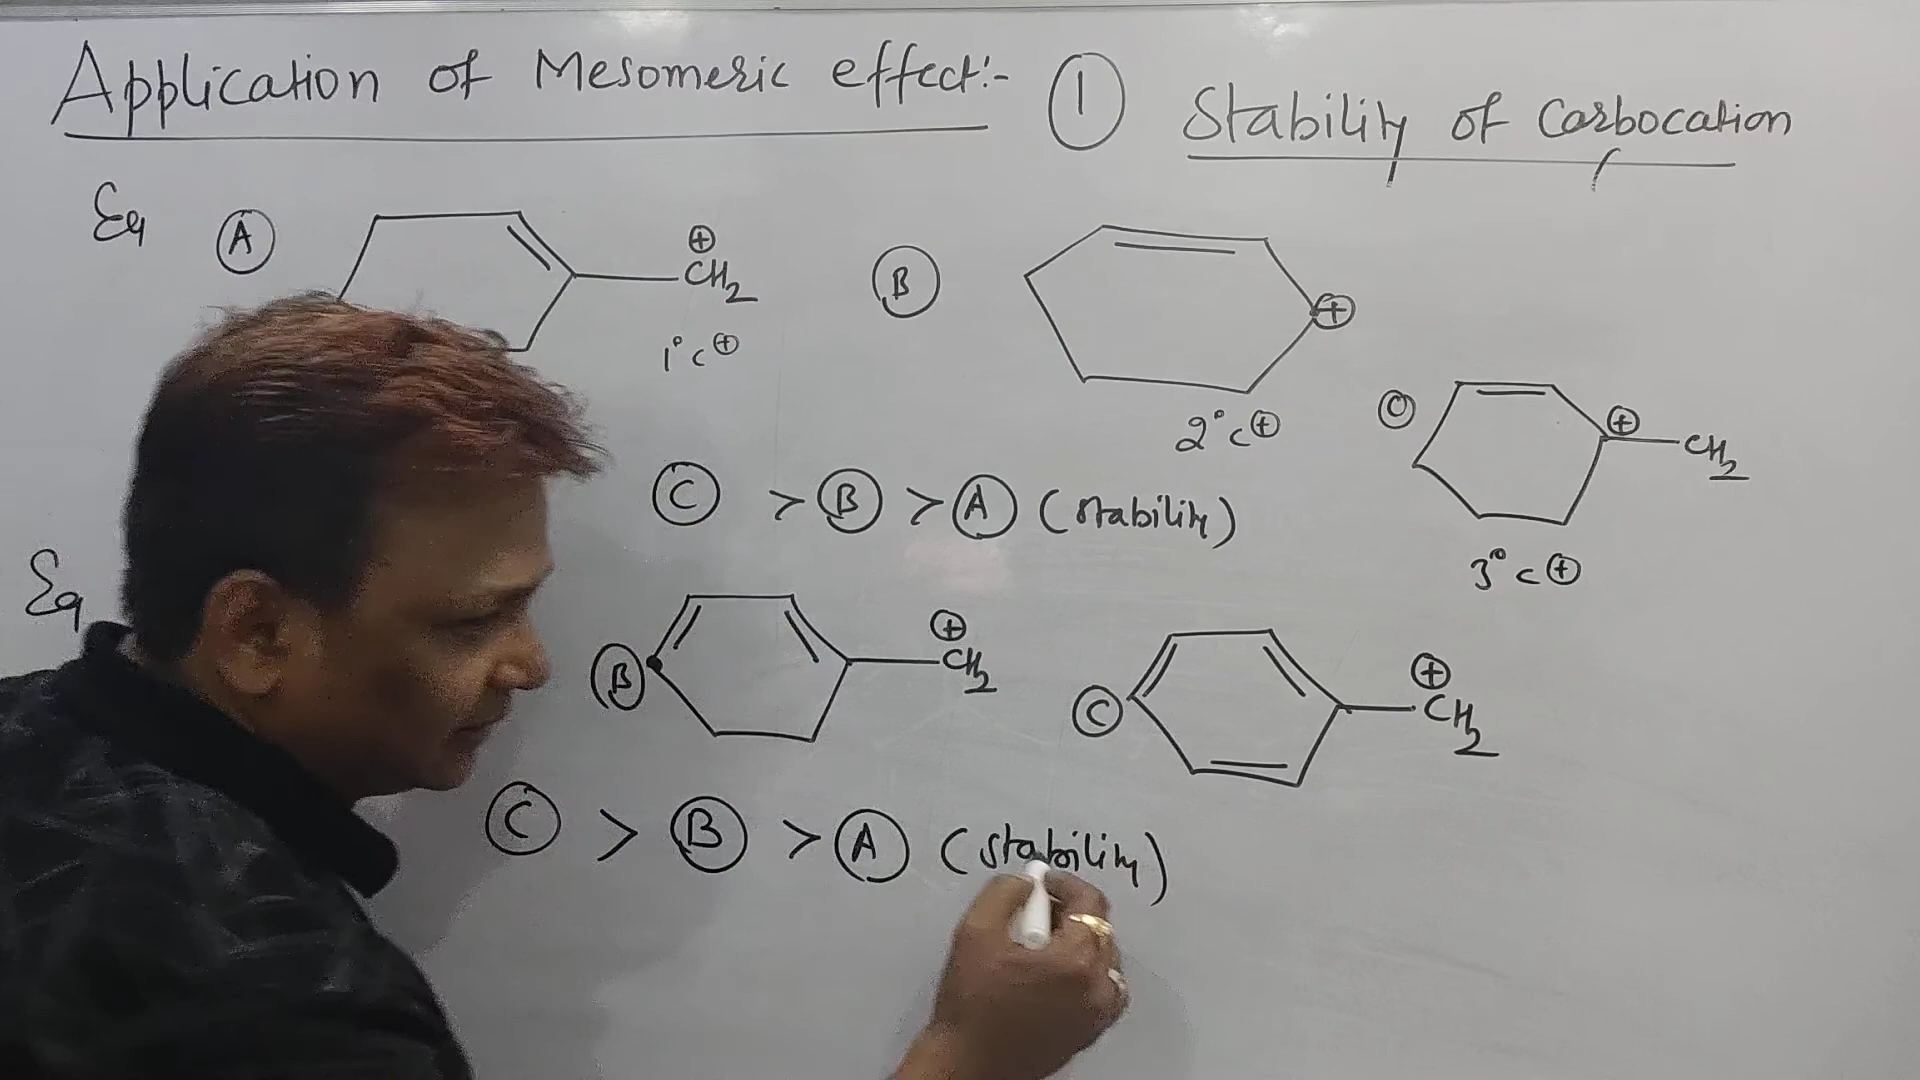 Application of Mesomeric effect:- ① Stability of Carbocation
Eg Ⓐ ⊕
CH2
1° C⊕
Ⓑ ⊕
2° C⊕
Ⓒ ⊕
CH2
3° C⊕
Ⓒ > Ⓑ > Ⓐ (stability)
Eg
Ⓑ ⊕
CH2
Ⓒ ⊕
CH2
Ⓒ > Ⓑ > Ⓐ (stability)